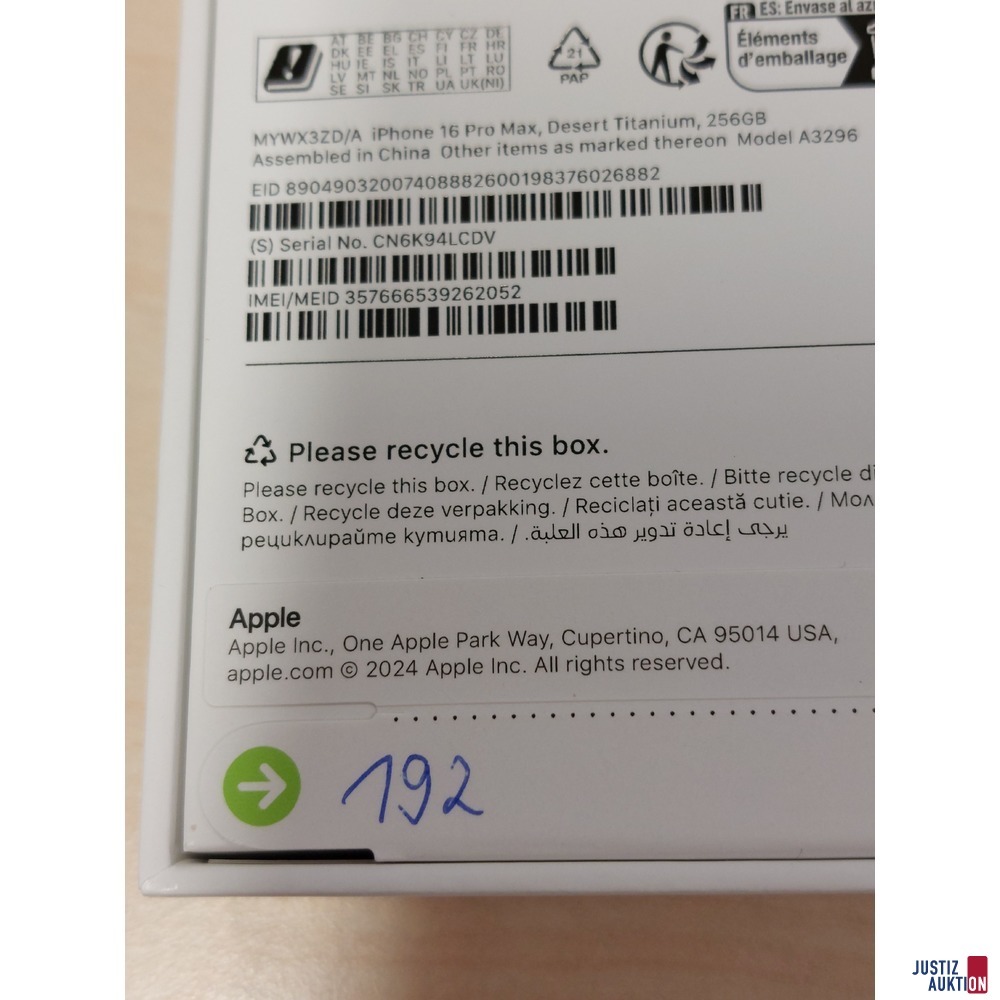 AT BE BG CH CY CZ DE
DK EE EL ES FI FR HR
HU IE IS IT LI LT LU
LV MT NL NO PL PT RO
SE SI SK TR UA UK(NI)
21
PAP
FR ES: Envase al az
Éléments
d'emballage
MYWX3ZD/A iPhone 16 Pro Max, Desert Titanium, 256GB
Assembled in China Other items as marked thereon Model A3296
EID 89049032007408882600198376026882
(S) Serial No. CN6K94LCDV
IMEI/MEID 357666539262052
Please recycle this box.
Please recycle this box. / Recyclez cette boîte. / Bitte recycle di
Box. / Recycle deze verpakking. / Reciclați această cutie. / Мол
рециклирайте кутията. / يرجى إعادة تدوير هذه العلبة.
Apple
Apple Inc., One Apple Park Way, Cupertino, CA 95014 USA,
apple.com © 2024 Apple Inc. All rights reserved.
192
JUSTIZ
AUKTION